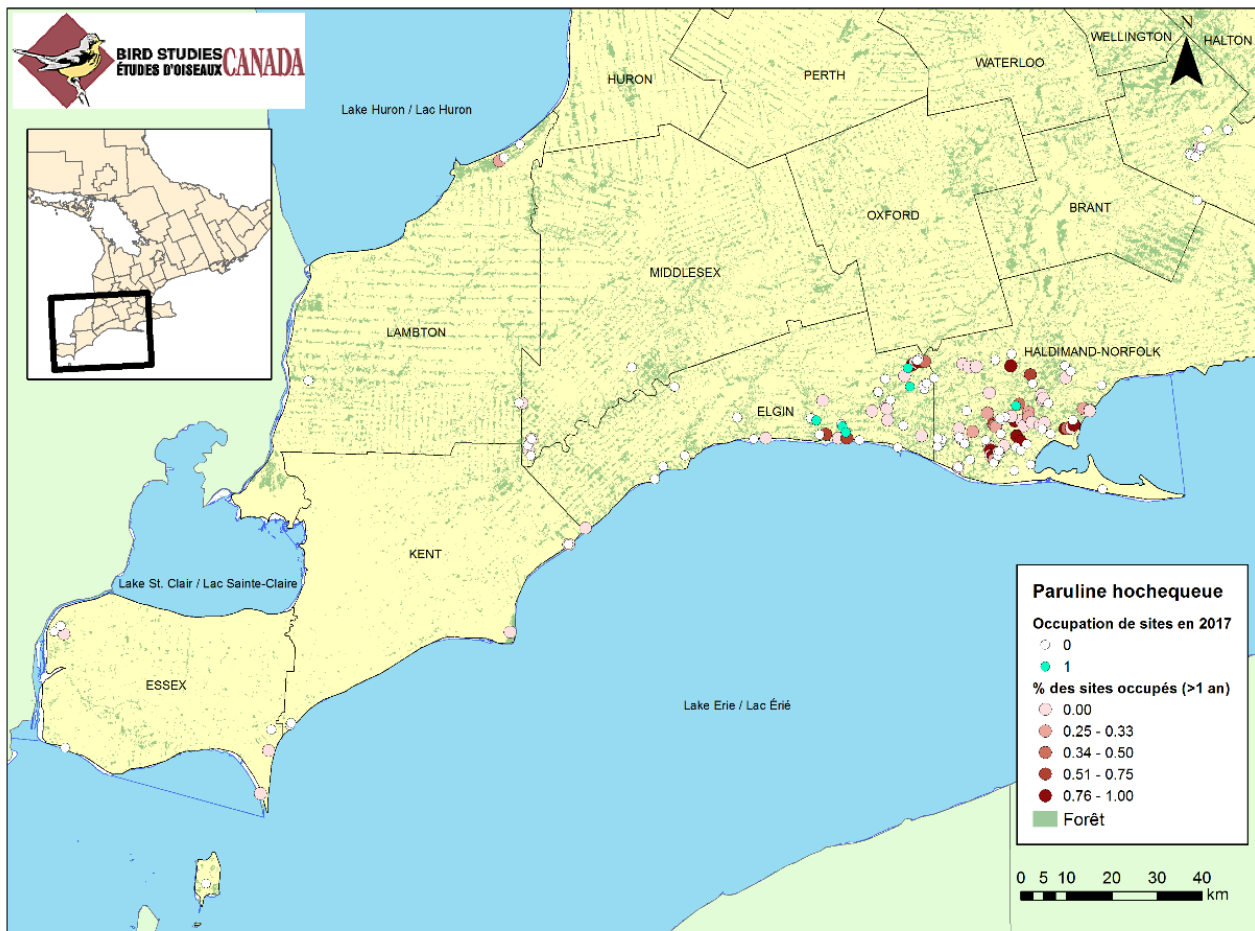 BIRD STUDIES
ÉTUDES D'OISEAUX CANADA
Lake Huron / Lac Huron
HURON
PERTH
WATERLOO
WELLINGTON
HALTON
N
OXFORD
BRANT
MIDDLESEX
LAMBTON
HALDIMAND-NORFOLK
ELGIN
KENT
Lake St. Clair / Lac Sainte-Claire
ESSEX
Lake Erie / Lac Érié
Paruline hochequeue
Occupation de sites en 2017
0
1
% des sites occupés (>1 an)
0.00
0.25 - 0.33
0.34 - 0.50
0.51 - 0.75
0.76 - 1.00
Forêt
0 5 10 20 30 40
km